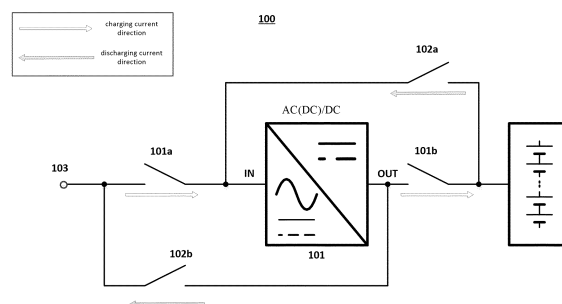 100
charging current
direction
discharging current
direction
102a
AC(DC)/DC
101a
101b
103
IN
OUT
101
102b